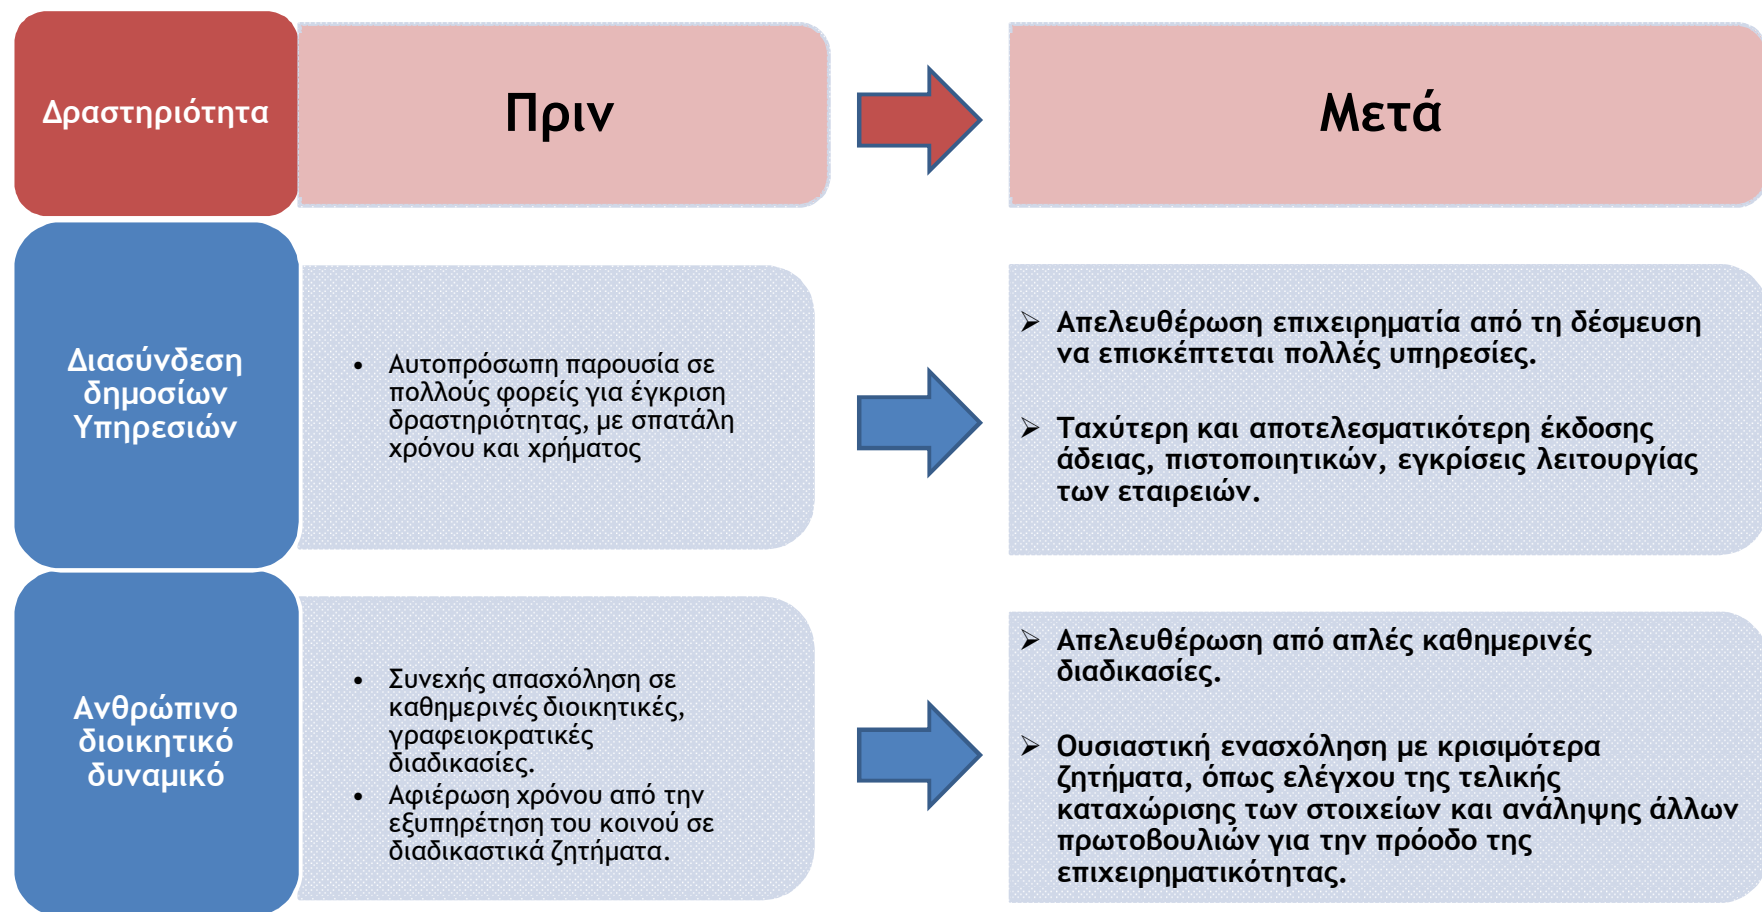 Δραστηριότητα
Πριν
Μετά
Διασύνδεση
δημοσίων
Υπηρεσιών
• Αυτοπρόσωπη παρουσία σε
πολλούς φορείς για έγκριση
δραστηριότητας, με σπατάλη
χρόνου και χρήματος
➢ Απελευθέρωση επιχειρηματία από τη δέσμευση
να επισκέπτεται πολλές υπηρεσίες.
➢ Ταχύτερη και αποτελεσματικότερη έκδοσης
άδειας, πιστοποιητικών, εγκρίσεις λειτουργίας
των εταιρειών.
Ανθρώπινο
διοικητικό
δυναμικό
• Συνεχής απασχόληση σε
καθημερινές διοικητικές,
γραφειοκρατικές
διαδικασίες.
• Αφιέρωση χρόνου από την
εξυπηρέτηση του κοινού σε
διαδικαστικά ζητήματα.
➢ Απελευθέρωση από απλές καθημερινές
διαδικασίες.
➢ Ουσιαστική ενασχόληση με κρισιμότερα
ζητήματα, όπως ελέγχου της τελικής
καταχώρισης των στοιχείων και ανάληψης άλλων
πρωτοβουλιών για την πρόοδο της
επιχειρηματικότητας.